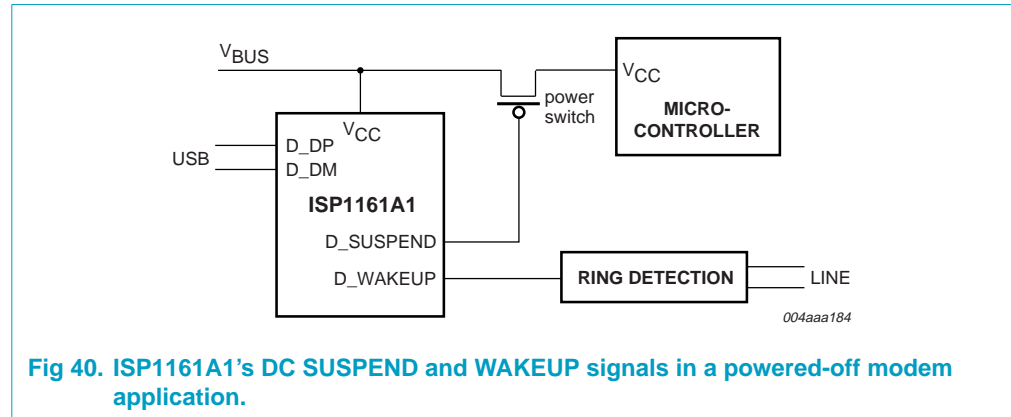 VBUS
VCC
power
switch
MICRO-
CONTROLLER
VCC
USB
D_DP
D_DM
ISP1161A1
D_SUSPEND
D_WAKEUP
RING DETECTION
LINE
004aaa184
Fig 40. ISP1161A1's DC SUSPEND and WAKEUP signals in a powered-off modem
application.